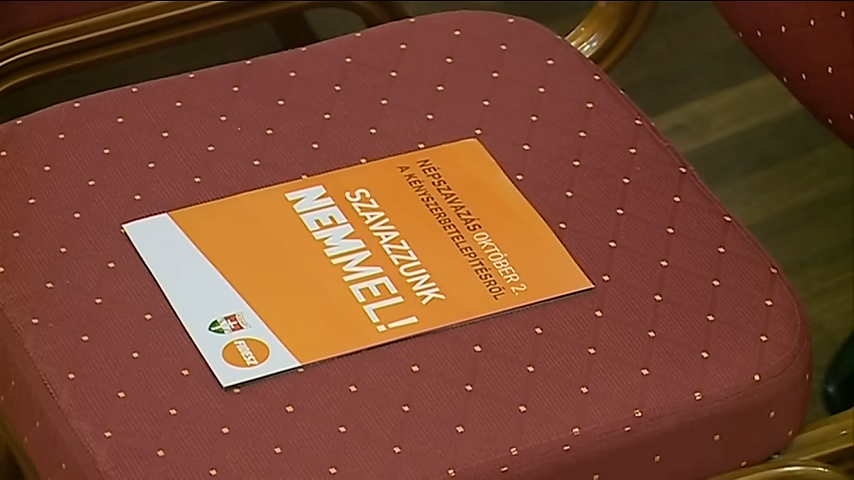 NÉPSZAVAZÁS OKTÓBER 2.
A KÉNYSZERBETELEPÍTÉSRŐL
SZAVAZZUNK
NEMMEL!
FIDESZ